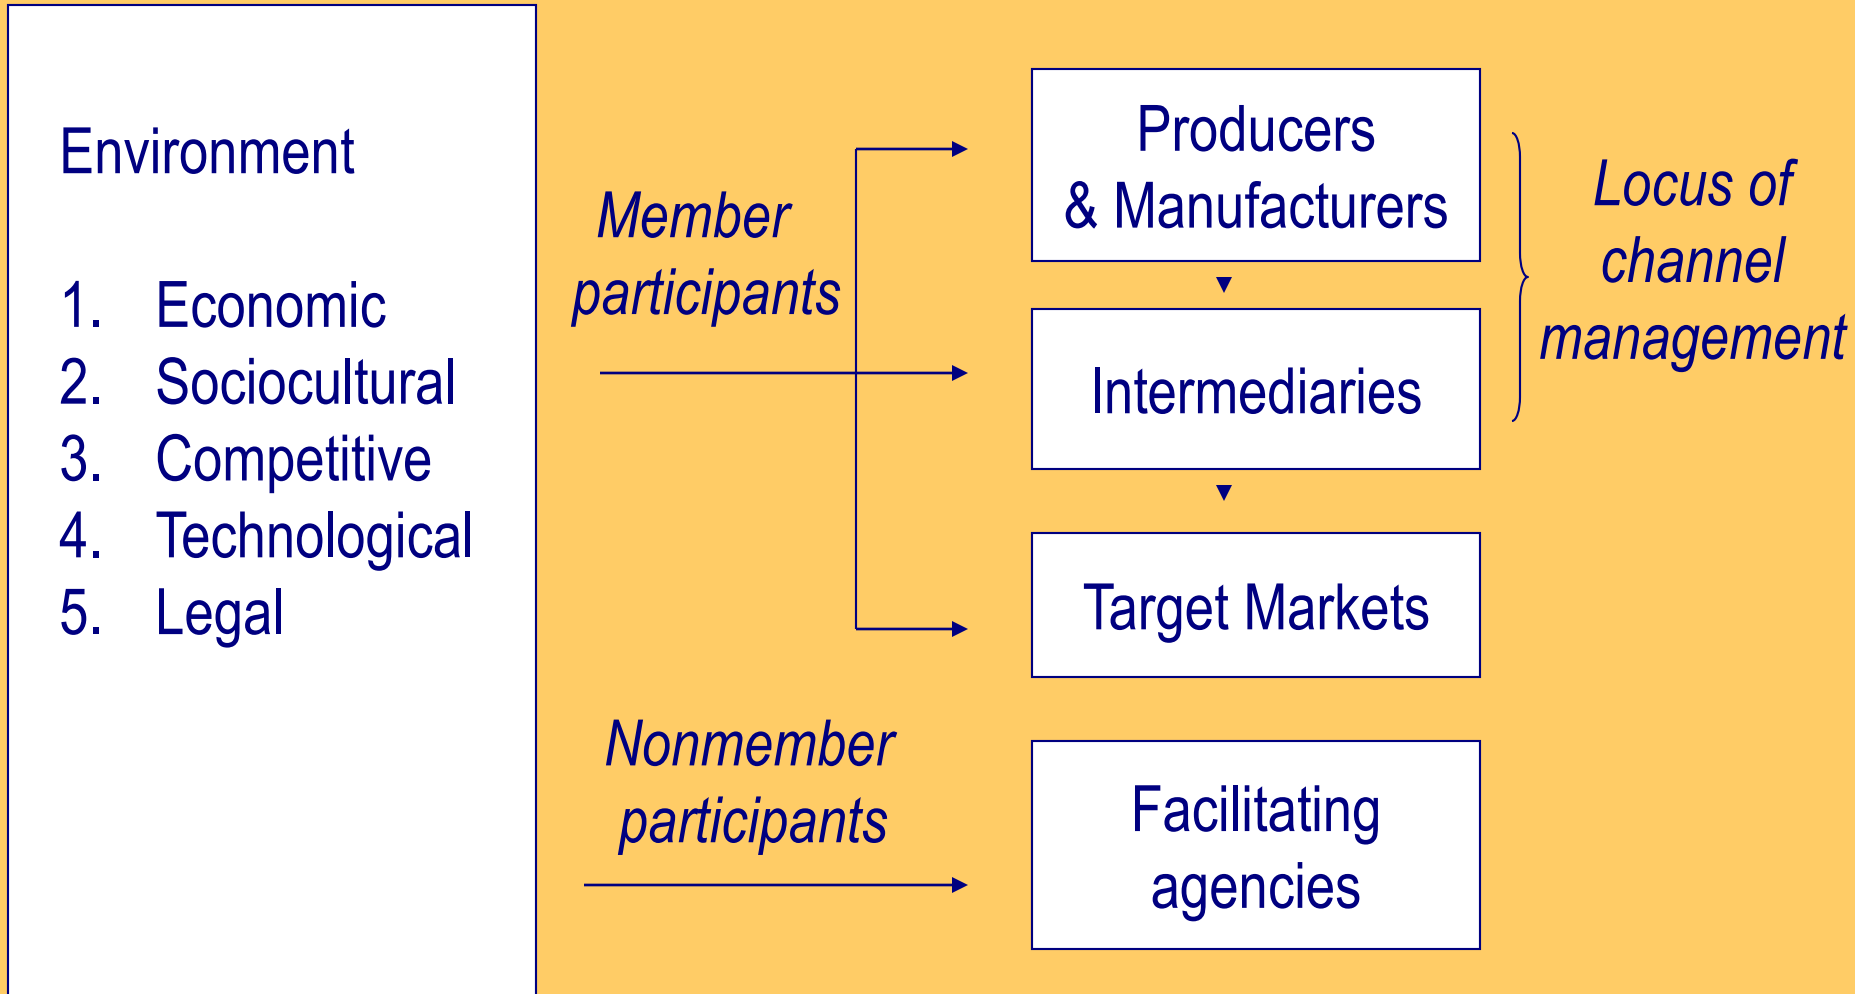 Environment
1. Economic
2. Sociocultural
3. Competitive
4. Technological
5. Legal
Member
participants
Nonmember
participants
Producers
& Manufacturers
Intermediaries
Target Markets
Facilitating
agencies
Locus of
channel
management